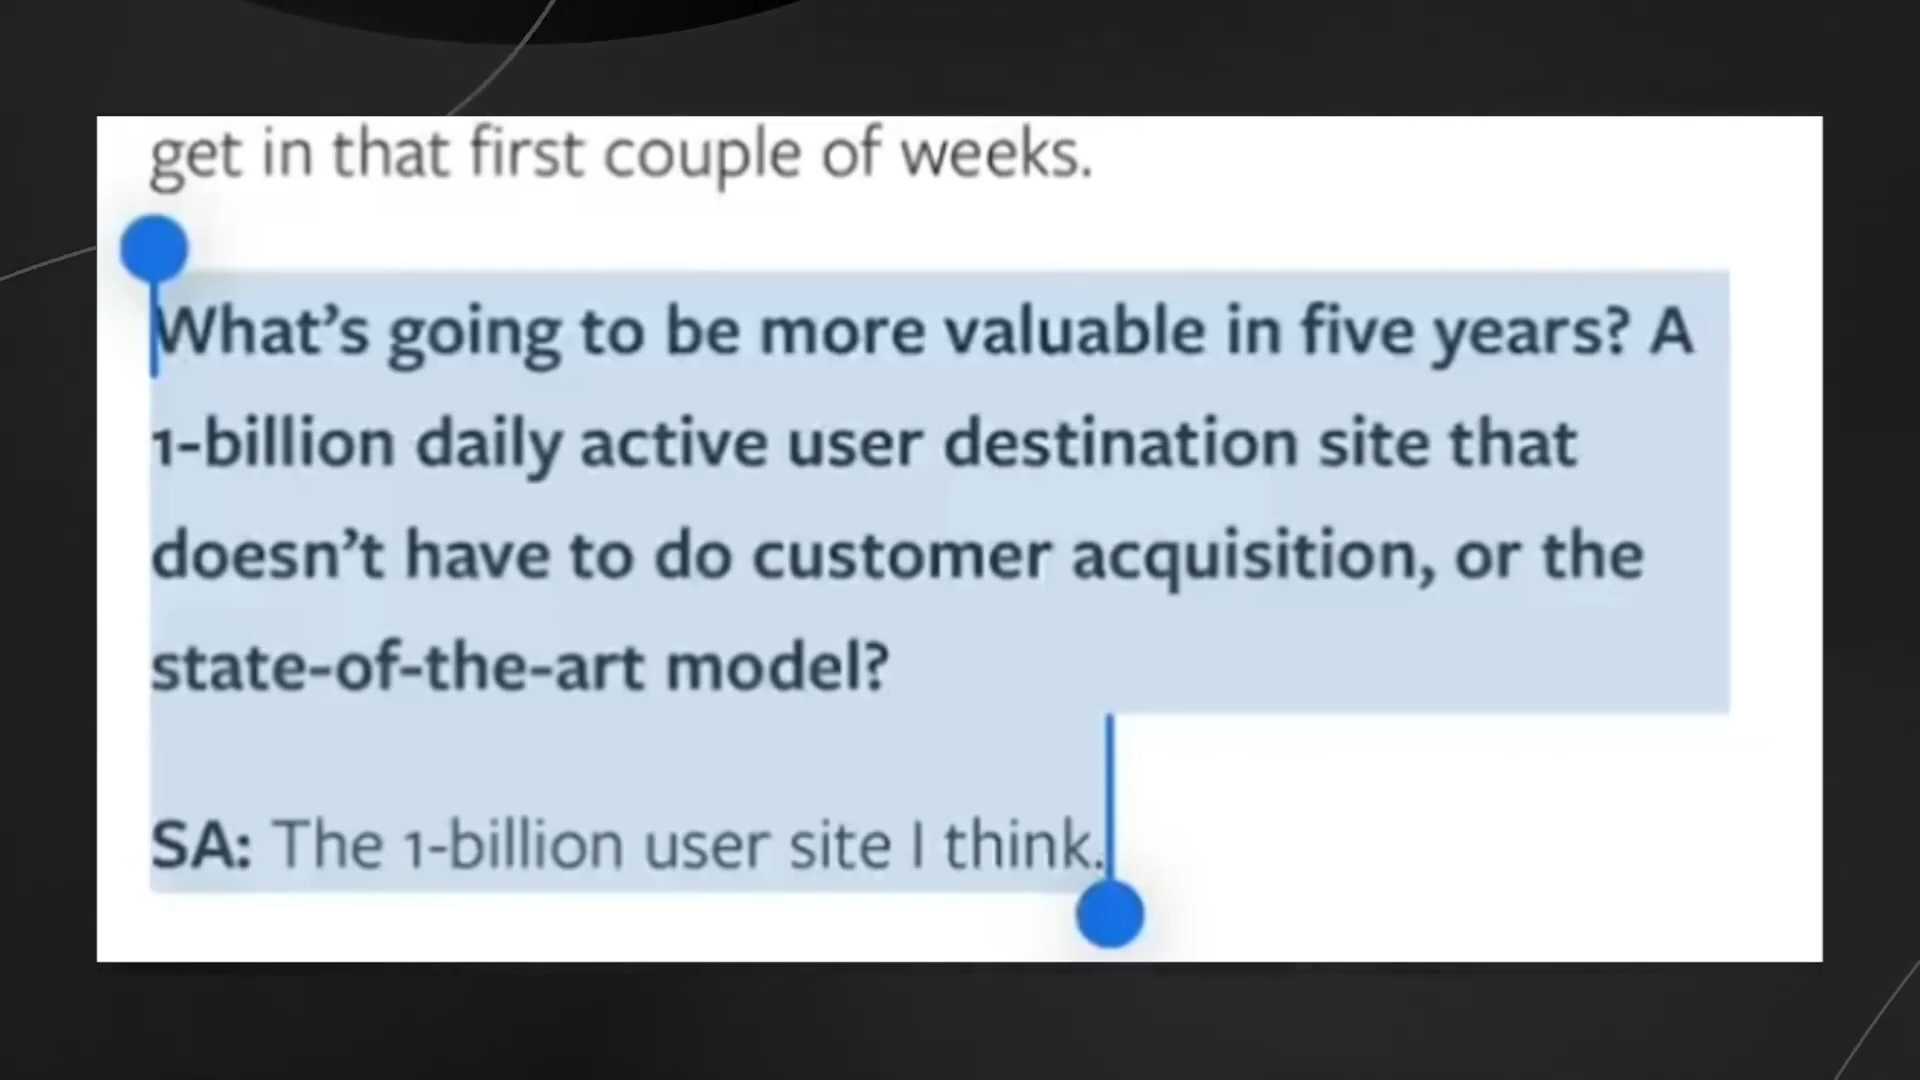 get in that first couple of weeks.
What’s going to be more valuable in five years? A
1-billion daily active user destination site that
doesn’t have to do customer acquisition, or the
state-of-the-art model?
SA: The 1-billion user site I think.